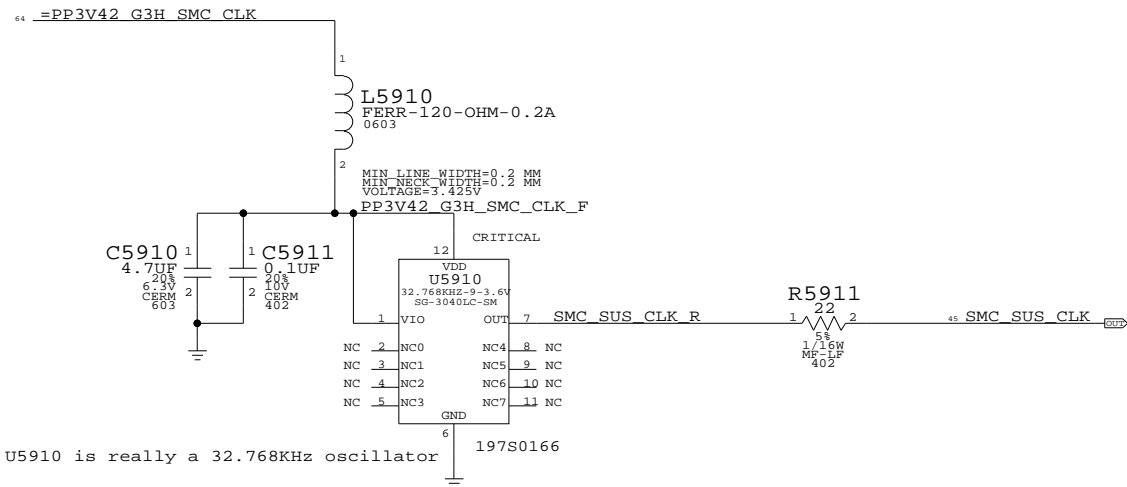 64 =PP3V42_G3H_SMC_CLK
1
L5910
FERR-120-OHM-0.2A
0603
2
MIN_LINE_WIDTH=0.2 MM
MIN_NECK_WIDTH=0.2 MM
VOLTAGE=3.425V
PP3V42_G3H_SMC_CLK_F
CRITICAL
C5910 1
4.7UF
20%
6.3V 2
CERM
603
1 C5911
0.1UF
20%
2 10V
CERM
402
12
VDD
U5910
32.768KHZ-9-3.6V
SG-3040LC-SM
1 VIO OUT 7 SMC_SUS_CLK_R
NC 2 NC0 NC4 8 NC
NC 3 NC1 NC5 9 NC
NC 4 NC2 NC6 10 NC
NC 5 NC3 NC7 11 NC
GND
6
197S0166
R5911
22
1 2
5%
1/16W
MF-LF
402
45 SMC_SUS_CLK OUT
U5910 is really a 32.768KHz oscillator